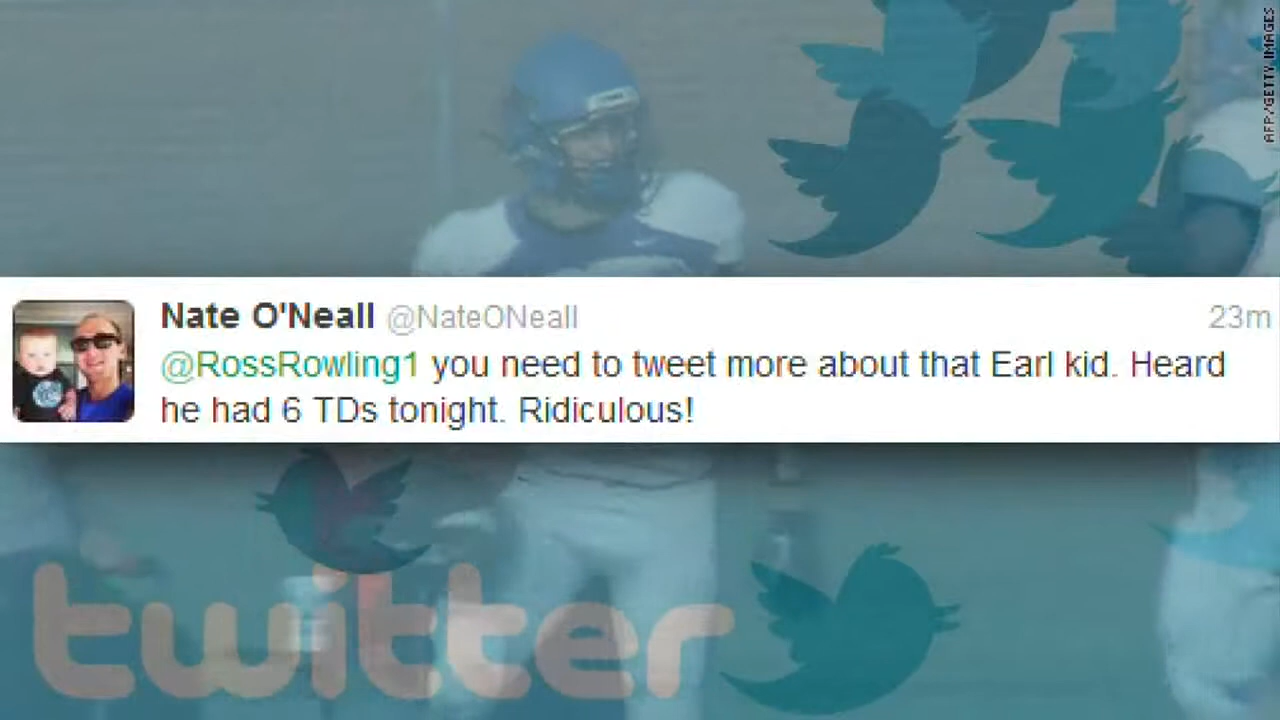 AFP/GETTY IMAGES
Nate O'Neall @NateONeall 23m
@RossRowling1 you need to tweet more about that Earl kid. Heard
he had 6 TDs tonight. Ridiculous!
twitter